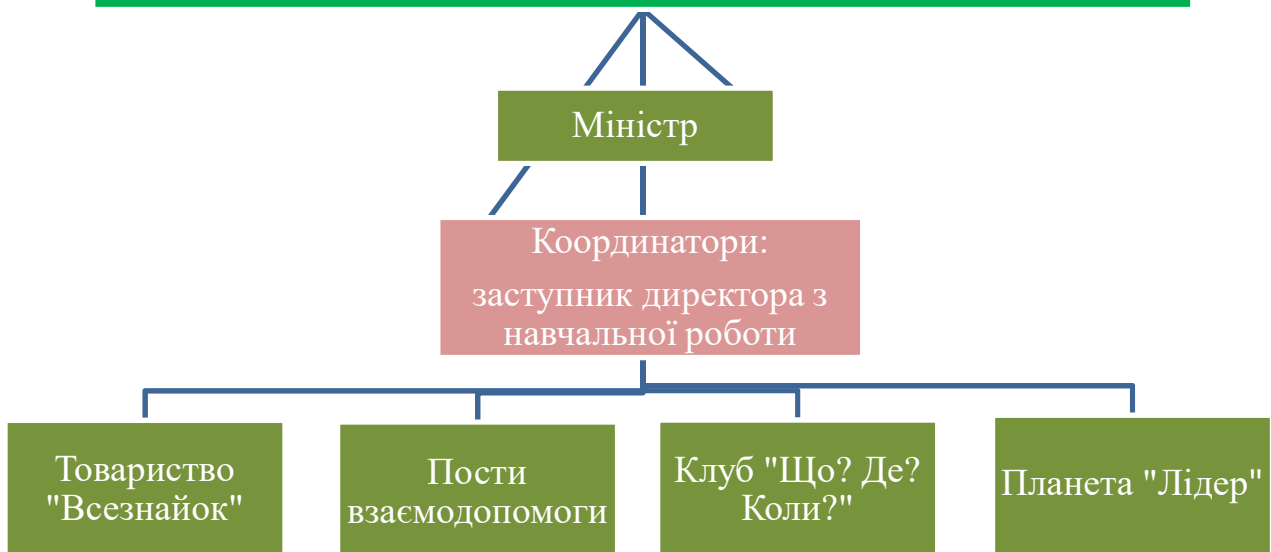 Міністр
Координатори:
заступник директора з
навчальної роботи
Товариство
"Всезнайок"
Пости
взаємодопомоги
Клуб "Що? Де?
Коли?"
Планета "Лідер"